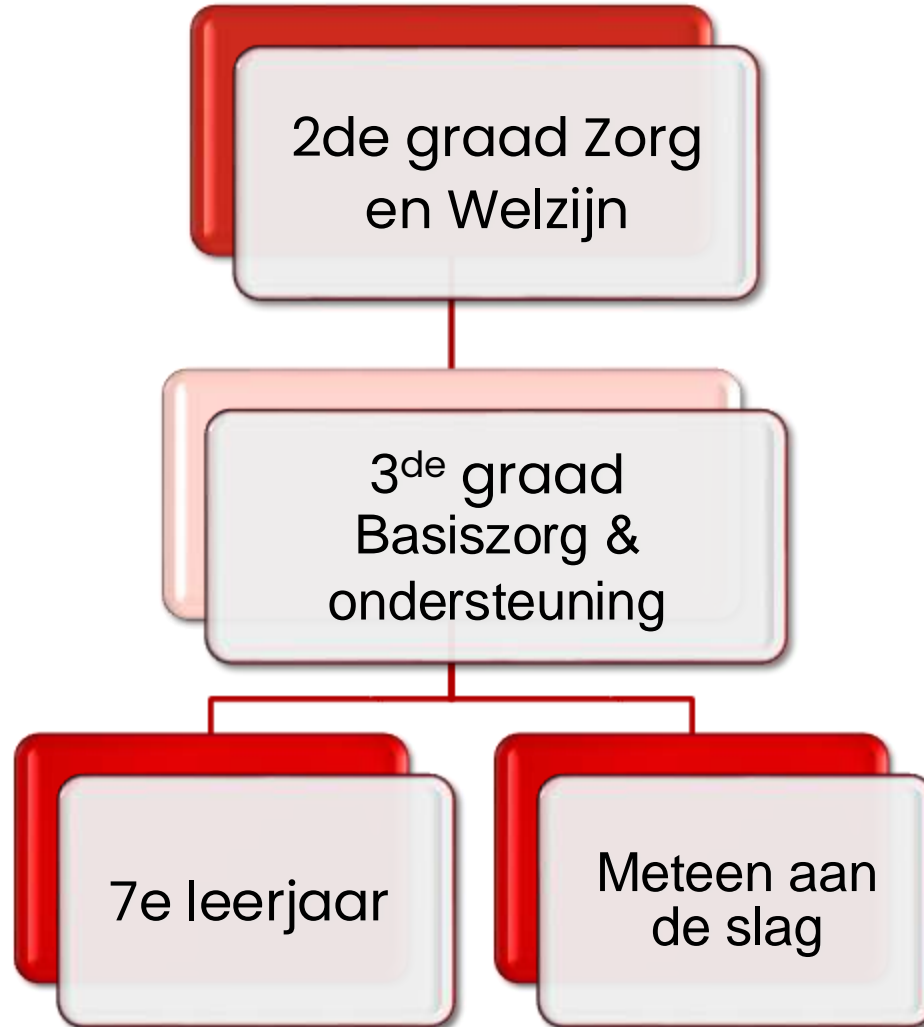 2de graad Zorg
en Welzijn
3de graad
Basiszorg &
ondersteuning
7e leerjaar
Meteen aan
de slag